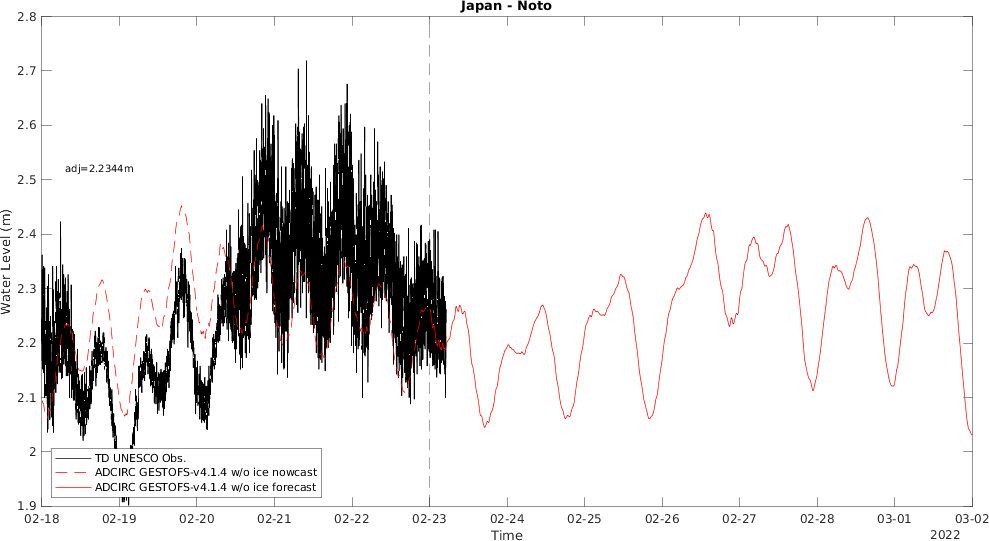 Japan - Noto
2.8
2.7
2.6
2.5
2.4
2.3
2.2
2.1
2
1.9
Water Level (m)
adj=2.2344m
TD UNESCO Obs.
ADCIRC GESTOFS-v4.1.4 w/o ice nowcast
ADCIRC GESTOFS-v4.1.4 w/o ice forecast
02-18 02-19 02-20 02-21 02-22 02-23 02-24 02-25 02-26 02-27 02-28 03-01 03-02
Time
2022